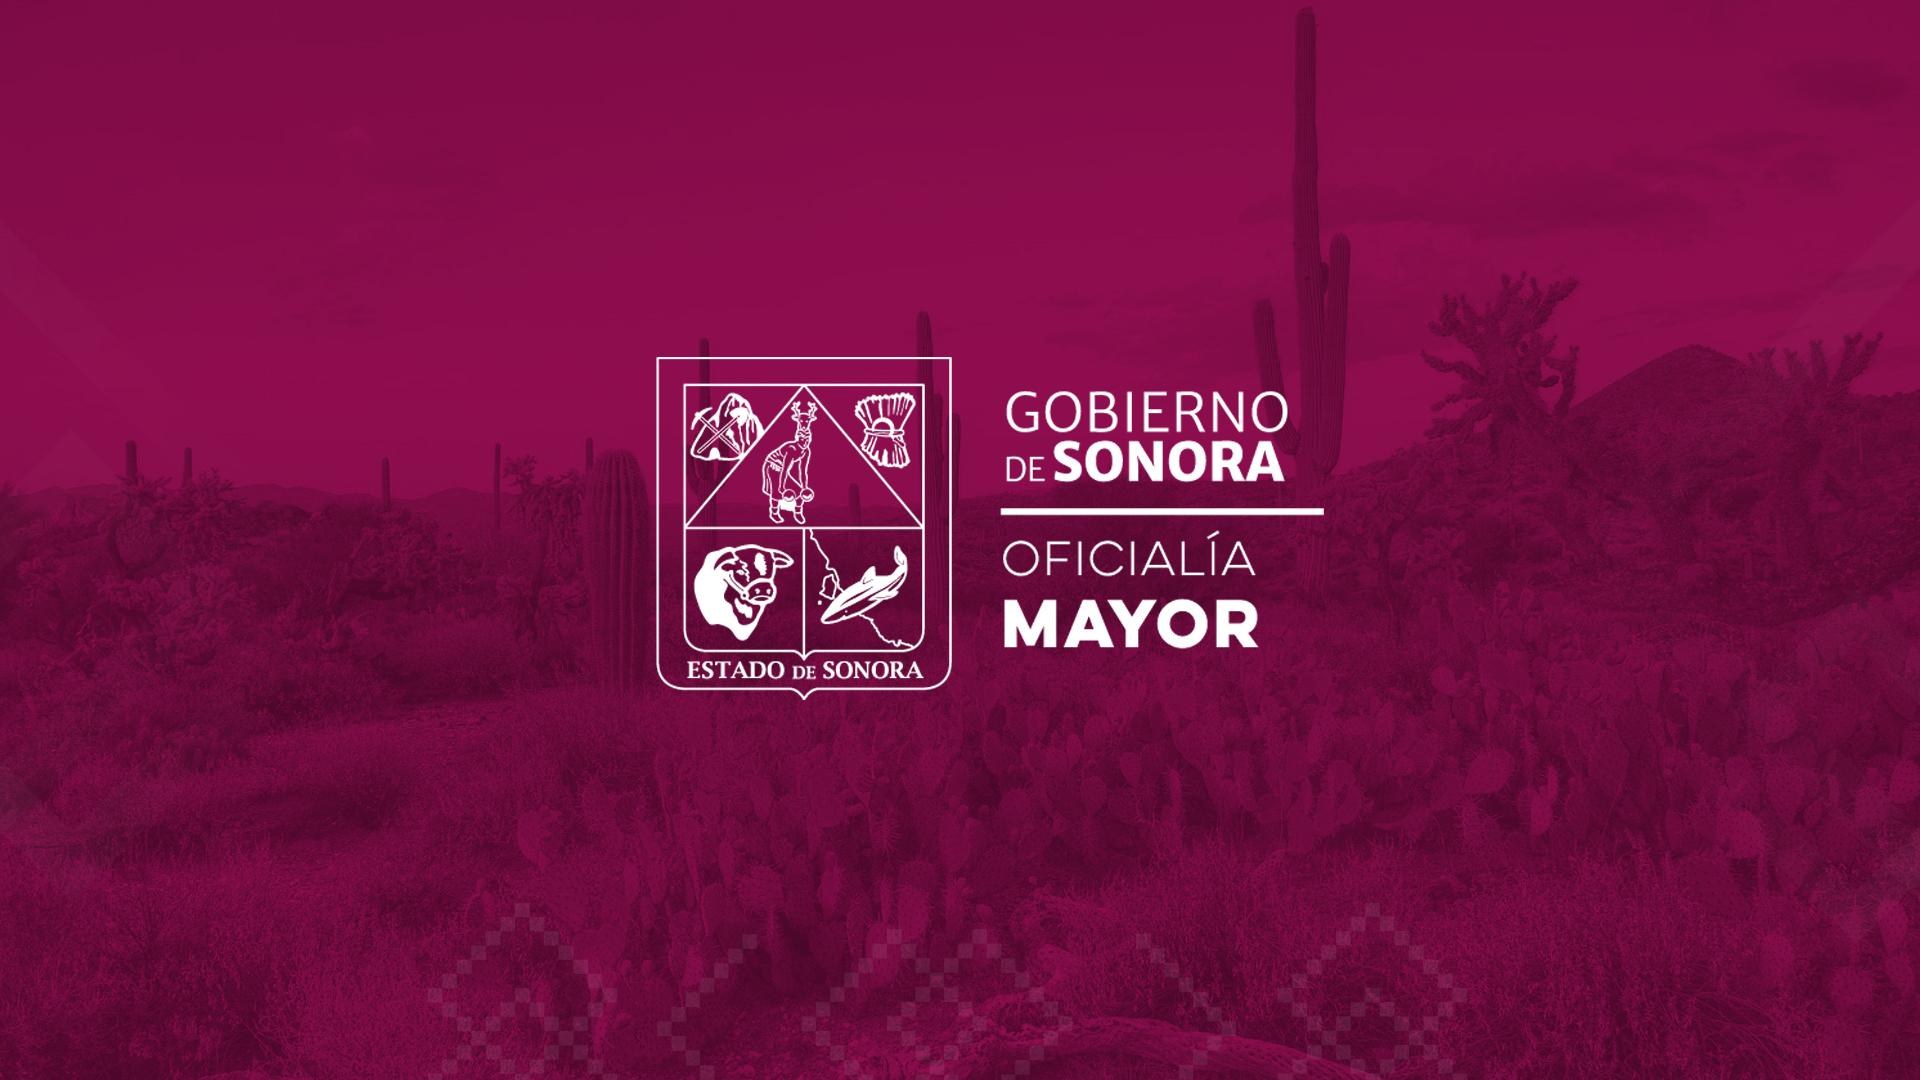 GOBIERNO
DE SONORA
OFICIALÍA
MAYOR
ESTADO DE SONORA